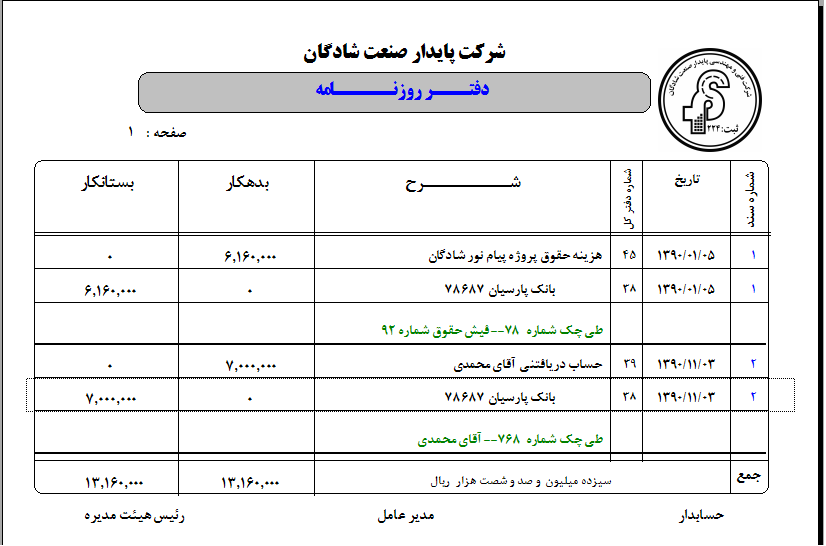 شرکت پایدار صنعت شادگان
دفتـــــر روزنـــــــامه
شرکت فنی و مهندسی پایدار صنعت شادگان
ثبت: ۲۲۴
صفحه : ۱
شماره سند تاریخ شماره دفتر کل شـــــــــــــرح بدهکار بستانکار
۱ ۱۳۹۰/۰۱/۰۵ ۴۵ هزینه حقوق پروژه پیام نور شادگان ۶,۱۶۰,۰۰۰ ۰
۱ ۱۳۹۰/۰۱/۰۵ ۳۸ بانک پارسیان ۷۸۶۸۷ ۰ ۶,۱۶۰,۰۰۰
طی چک شماره ۷۸--فیش حقوق شماره ۹۲
۲ ۱۳۹۰/۱۱/۰۳ ۳۹ حساب دریافتنی آقای محمدی ۷,۰۰۰,۰۰۰ ۰
۲ ۱۳۹۰/۱۱/۰۳ ۳۸ بانک پارسیان ۷۸۶۸۷ ۰ ۷,۰۰۰,۰۰۰
طی چک شماره ۷۶۸-- آقای محمدی
جمع سیزده میلیون و صد و شصت هزار ریال ۱۳,۱۶۰,۰۰۰ ۱۳,۱۶۰,۰۰۰
حسابدار مدیر عامل رئیس هیئت مدیره